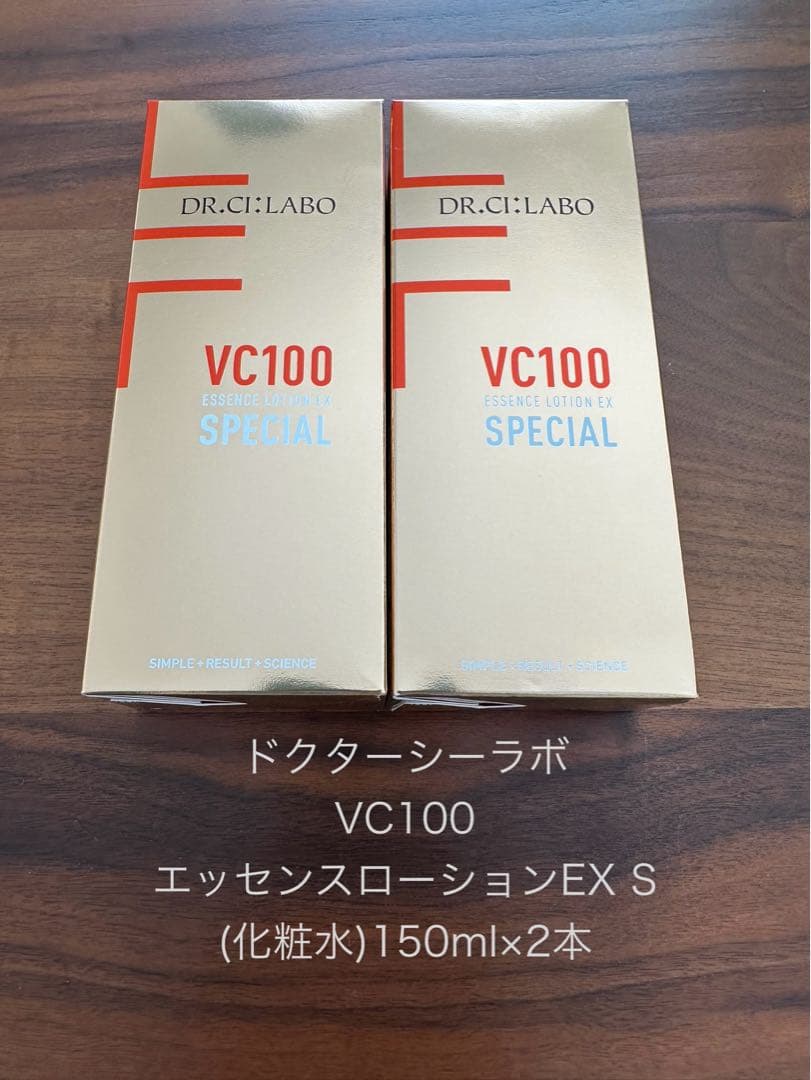 DR.CI:LABO
VC100
ESSENCE LOTION EX
SPECIAL
SIMPLE+RESULT+SCIENCE
DR.CI:LABO
VC100
ESSENCE LOTION EX
SPECIAL
SIMPLE+RESULT+SCIENCE
ドクターシーラボ
VC100
エッセンスローションEX S
(化粧水)150ml×2本